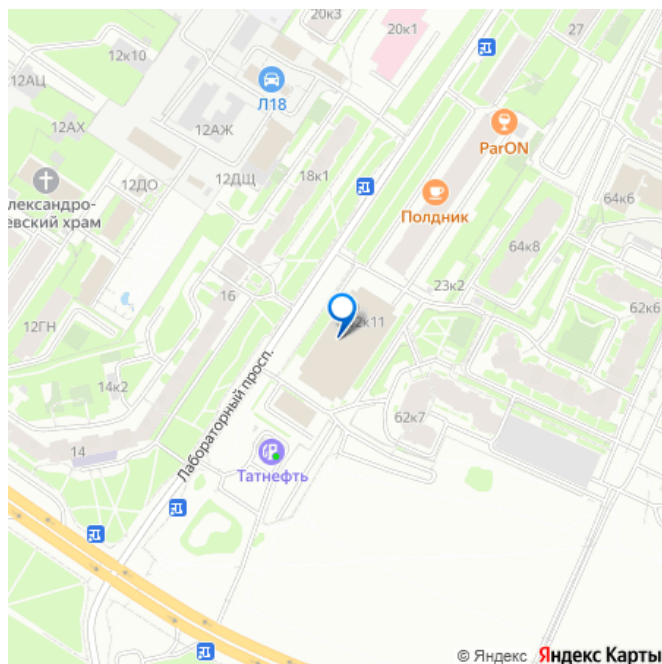 20к3
20к1
27
12к10
12АЦ
Л18
ParON
12АХ
12АЖ
18к1
лександро-
евский храм
12ДО
12ДЩ
Полдник
64к6
64к8
16
23к2
12ГН
62к6
2к11
Лабораторный просп.
14к2
62к7
14
Татнефть
© Яндекс Яндекс Карты